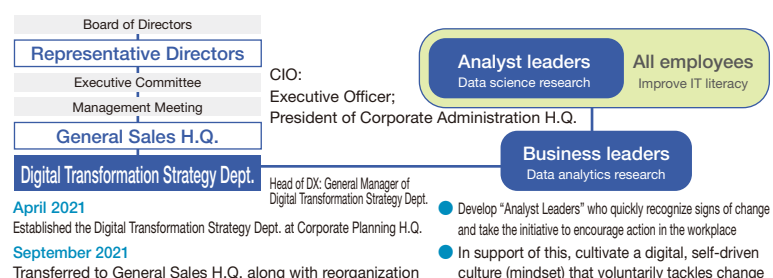 Board of Directors
Representative Directors
Executive Committee
Management Meeting
General Sales H.Q.
Digital Transformation Strategy Dept.
CIO:
Executive Officer;
President of Corporate Administration H.Q.
Head of DX: General Manager of
Digital Transformation Strategy Dept.
Analyst leaders
Data science research
All employees
Improve IT literacy
Business leaders
Data analytics research
April 2021
Established the Digital Transformation Strategy Dept. at Corporate Planning H.Q.
September 2021
Transferred to General Sales H.Q. along with reorganization
● Develop “Analyst Leaders” who quickly recognize signs of change
and take the initiative to encourage action in the workplace
● In support of this, cultivate a digital, self-driven
culture (mindset) that voluntarily tackles change